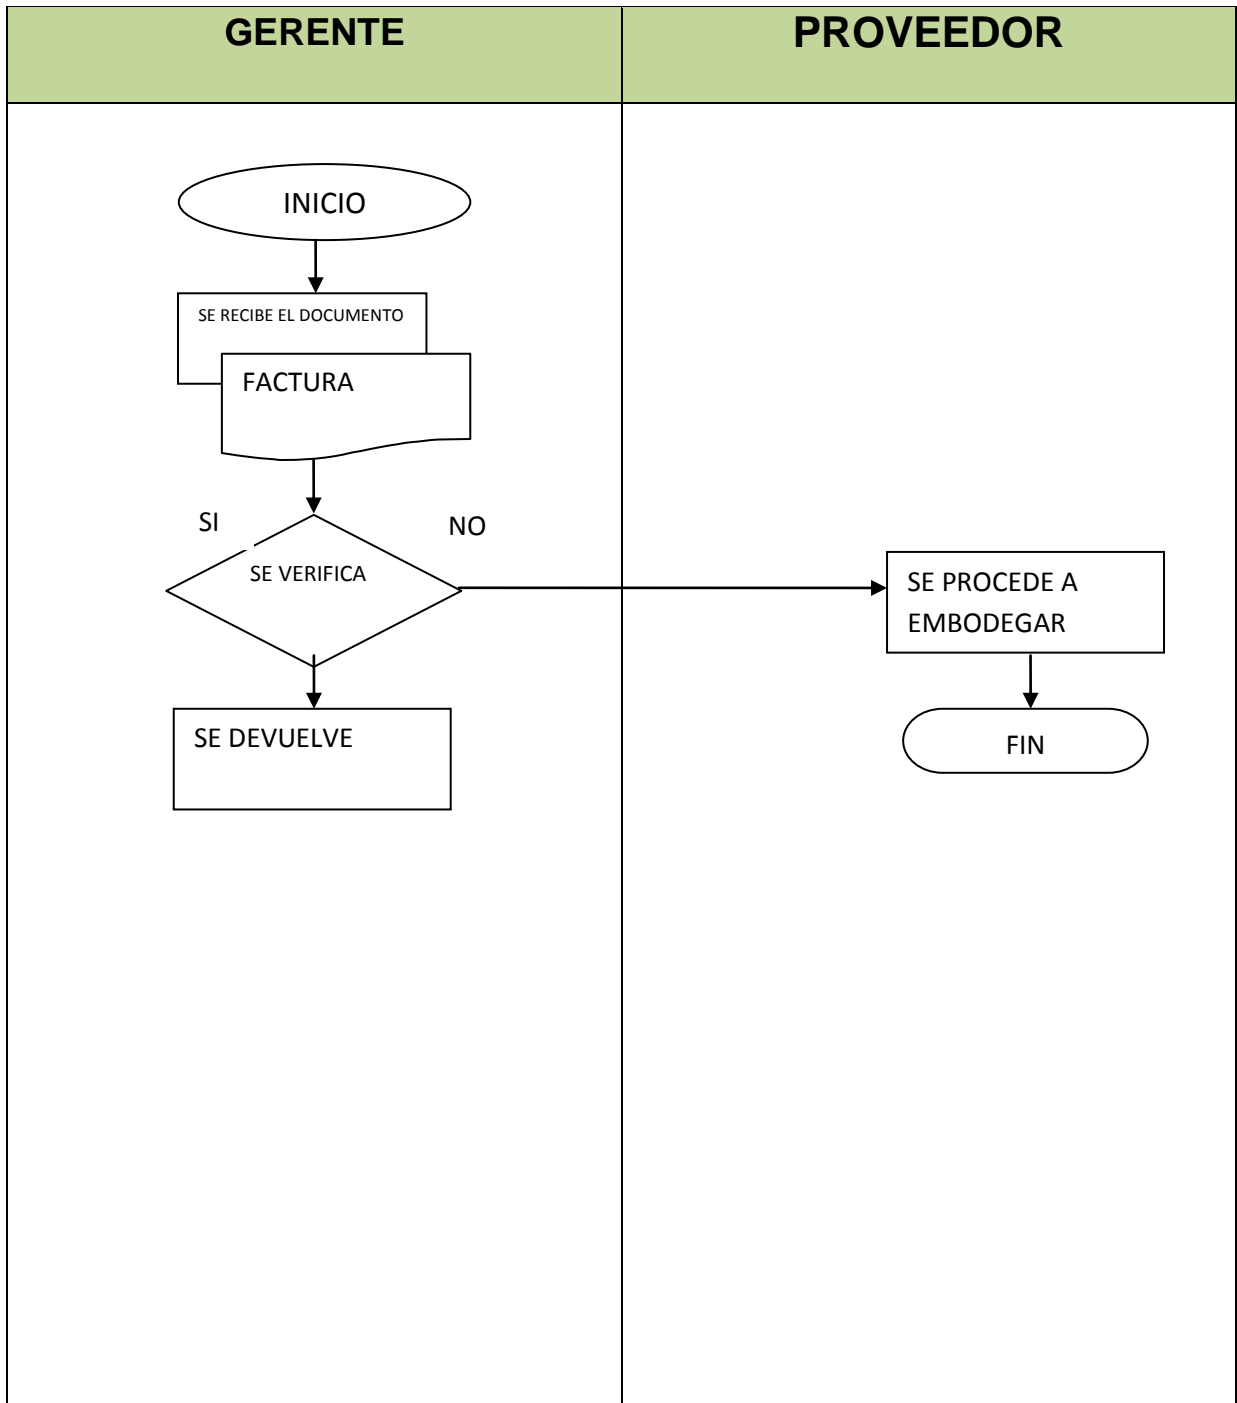 GERENTE
PROVEEDOR
INICIO
SE RECIBE EL DOCUMENTO
FACTURA
SI
NO
SE VERIFICA
SE PROCEDE A
EMBODEGAR
SE DEVUELVE
FIN